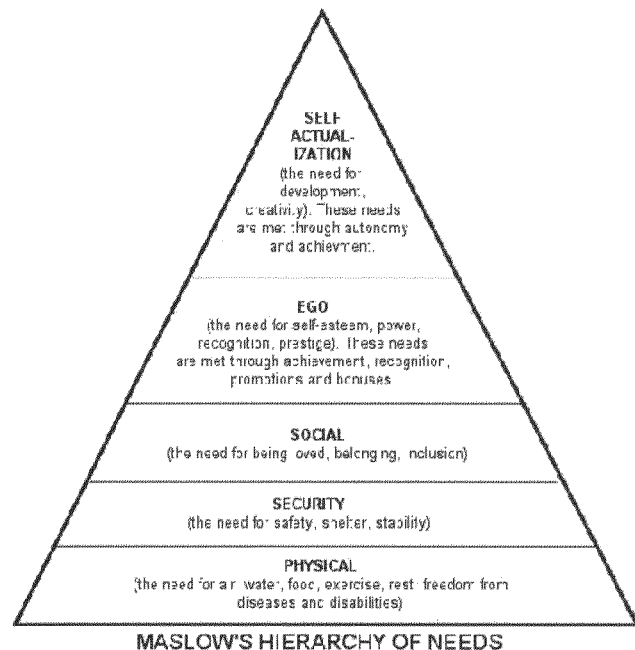 SELF
ACTUAL-
IZATION
(the need for
development,
creativity). These needs
are met through autonomy
and achievment.
EGO
(the need for self-esteem, power,
recognition, prestige). These needs
are met through achievement, recognition,
promotions and bonuses
SOCIAL
(the need for being loved, belonging, inclusion)
SECURITY
(the need for safety, shelter, stability)
PHYSICAL
(the need for air, water, food, exercise, rest, freedom from
diseases and disabilities)
MASLOW'S HIERARCHY OF NEEDS